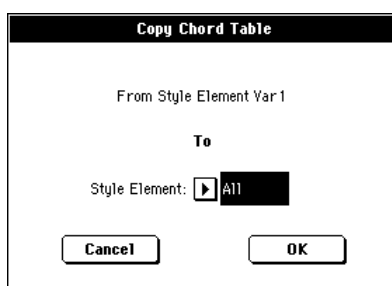 Copy Chord Table
From Style Element Var1
To
Style Element: All
Cancel OK